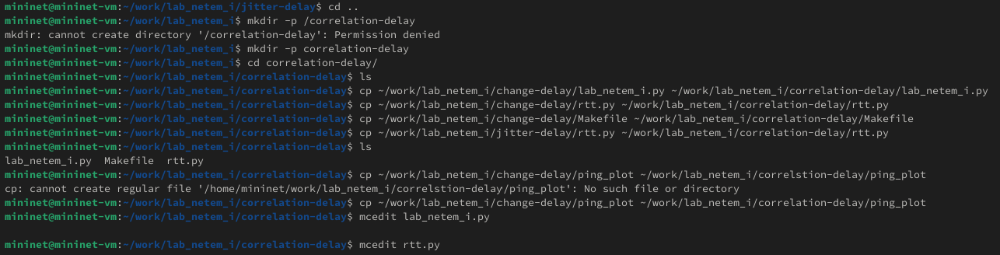 mininet@mininet-vm:~/work/lab_netem_i/jitter-delay$ cd ..
mininet@mininet-vm:~/work/lab_netem_i$ mkdir -p /correlation-delay
mkdir: cannot create directory '/correlation-delay': Permission denied
mininet@mininet-vm:~/work/lab_netem_i$ mkdir -p correlation-delay
mininet@mininet-vm:~/work/lab_netem_i$ cd correlation-delay/
mininet@mininet-vm:~/work/lab_netem_i/correlation-delay$ ls
mininet@mininet-vm:~/work/lab_netem_i/correlation-delay$ cp ~/work/lab_netem_i/change-delay/lab_netem_i.py ~/work/lab_netem_i/correlation-delay/lab_netem_i.py
mininet@mininet-vm:~/work/lab_netem_i/correlation-delay$ cp ~/work/lab_netem_i/change-delay/rtt.py ~/work/lab_netem_i/correlation-delay/rtt.py
mininet@mininet-vm:~/work/lab_netem_i/correlation-delay$ cp ~/work/lab_netem_i/change-delay/Makefile ~/work/lab_netem_i/correlation-delay/Makefile
mininet@mininet-vm:~/work/lab_netem_i/correlation-delay$ cp ~/work/lab_netem_i/jitter-delay/rtt.py ~/work/lab_netem_i/correlation-delay/rtt.py
mininet@mininet-vm:~/work/lab_netem_i/correlation-delay$ ls
lab_netem_i.py  Makefile  rtt.py
mininet@mininet-vm:~/work/lab_netem_i/correlation-delay$ cp ~/work/lab_netem_i/change-delay/ping_plot ~/work/lab_netem_i/correlstion-delay/ping_plot
cp: cannot create regular file '/home/mininet/work/lab_netem_i/correlstion-delay/ping_plot': No such file or directory
mininet@mininet-vm:~/work/lab_netem_i/correlation-delay$ cp ~/work/lab_netem_i/change-delay/ping_plot ~/work/lab_netem_i/correlation-delay/ping_plot
mininet@mininet-vm:~/work/lab_netem_i/correlation-delay$ mcedit lab_netem_i.py
mininet@mininet-vm:~/work/lab_netem_i/correlation-delay$ mcedit rtt.py